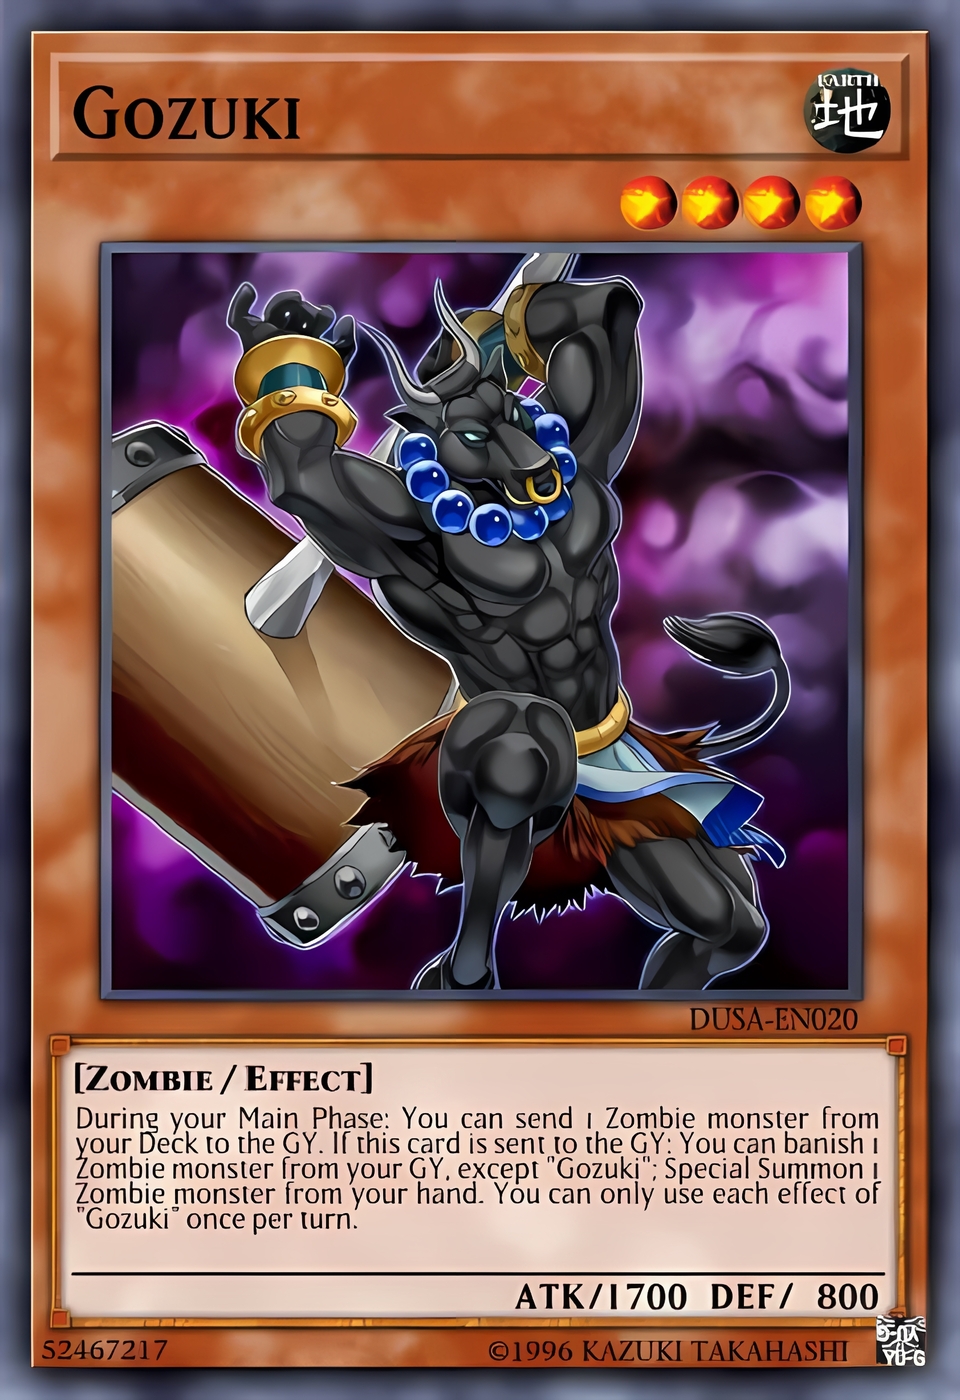 GOZUKI
EARTH
地
DUSA-EN020
[ZOMBIE / EFFECT]
During your Main Phase: You can send 1 Zombie monster from
your Deck to the GY. If this card is sent to the GY: You can banish 1
Zombie monster from your GY, except "Gozuki"; Special Summon 1
Zombie monster from your hand. You can only use each effect of
"Gozuki" once per turn.
ATK/1700 DEF/ 800
52467217
©1996 KAZUKI TAKAHASHI